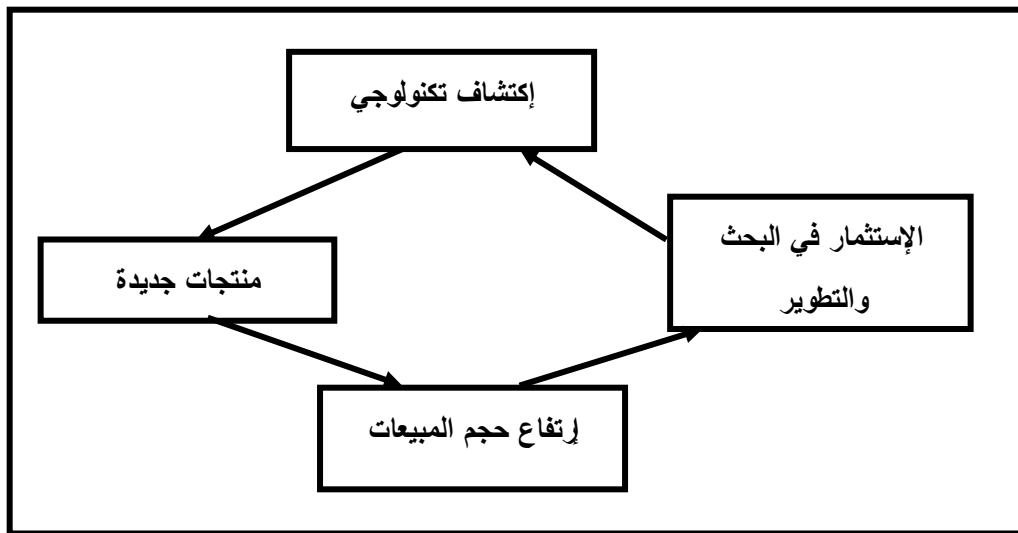 إكتشاف تكنولوجي
الإستثمار في البحث
والتطوير
منتجات جديدة
إرتفاع حجم المبيعات